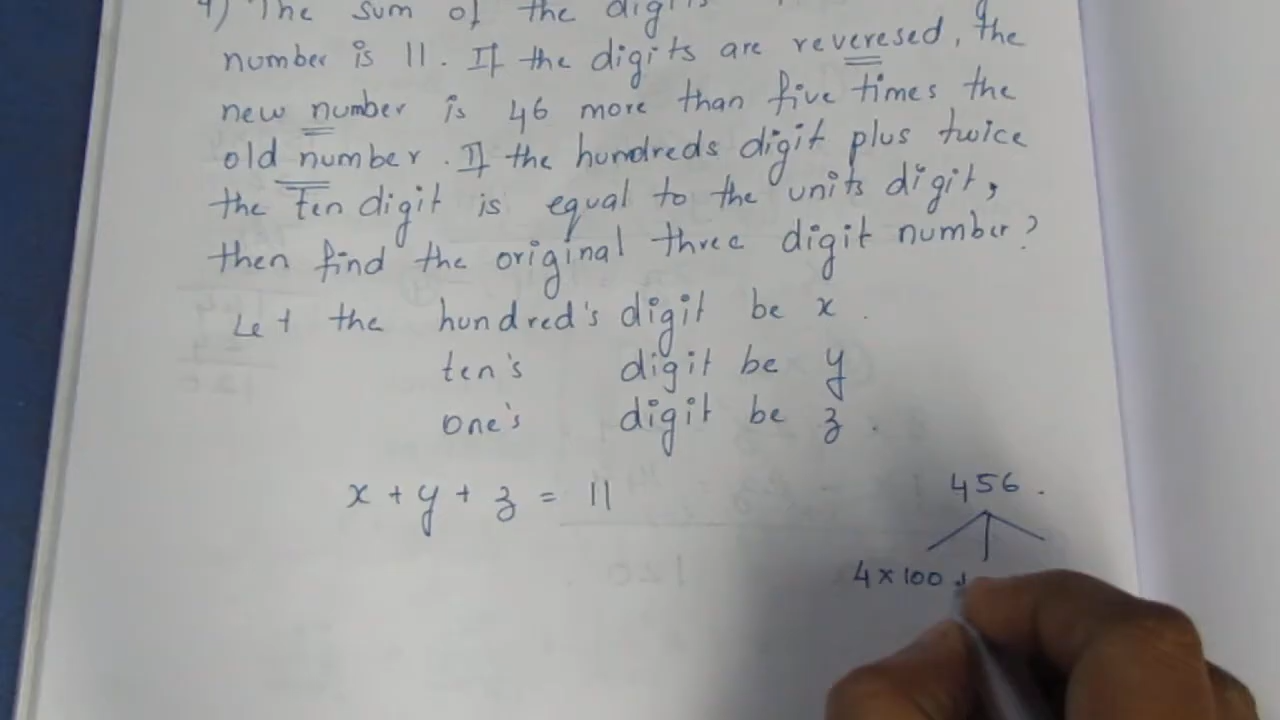 4) The sum of the digits
number is 11. If the digits are reveresed, the
new number is 46 more than five times the
old number. If the hundreds digit plus twice
the Ten digit is equal to the units digit,
then find the original three digit number?
Let the hundred's digit be x.
ten's digit be y
one's digit be z.
x + y + z = 11
456.
4 × 100 +